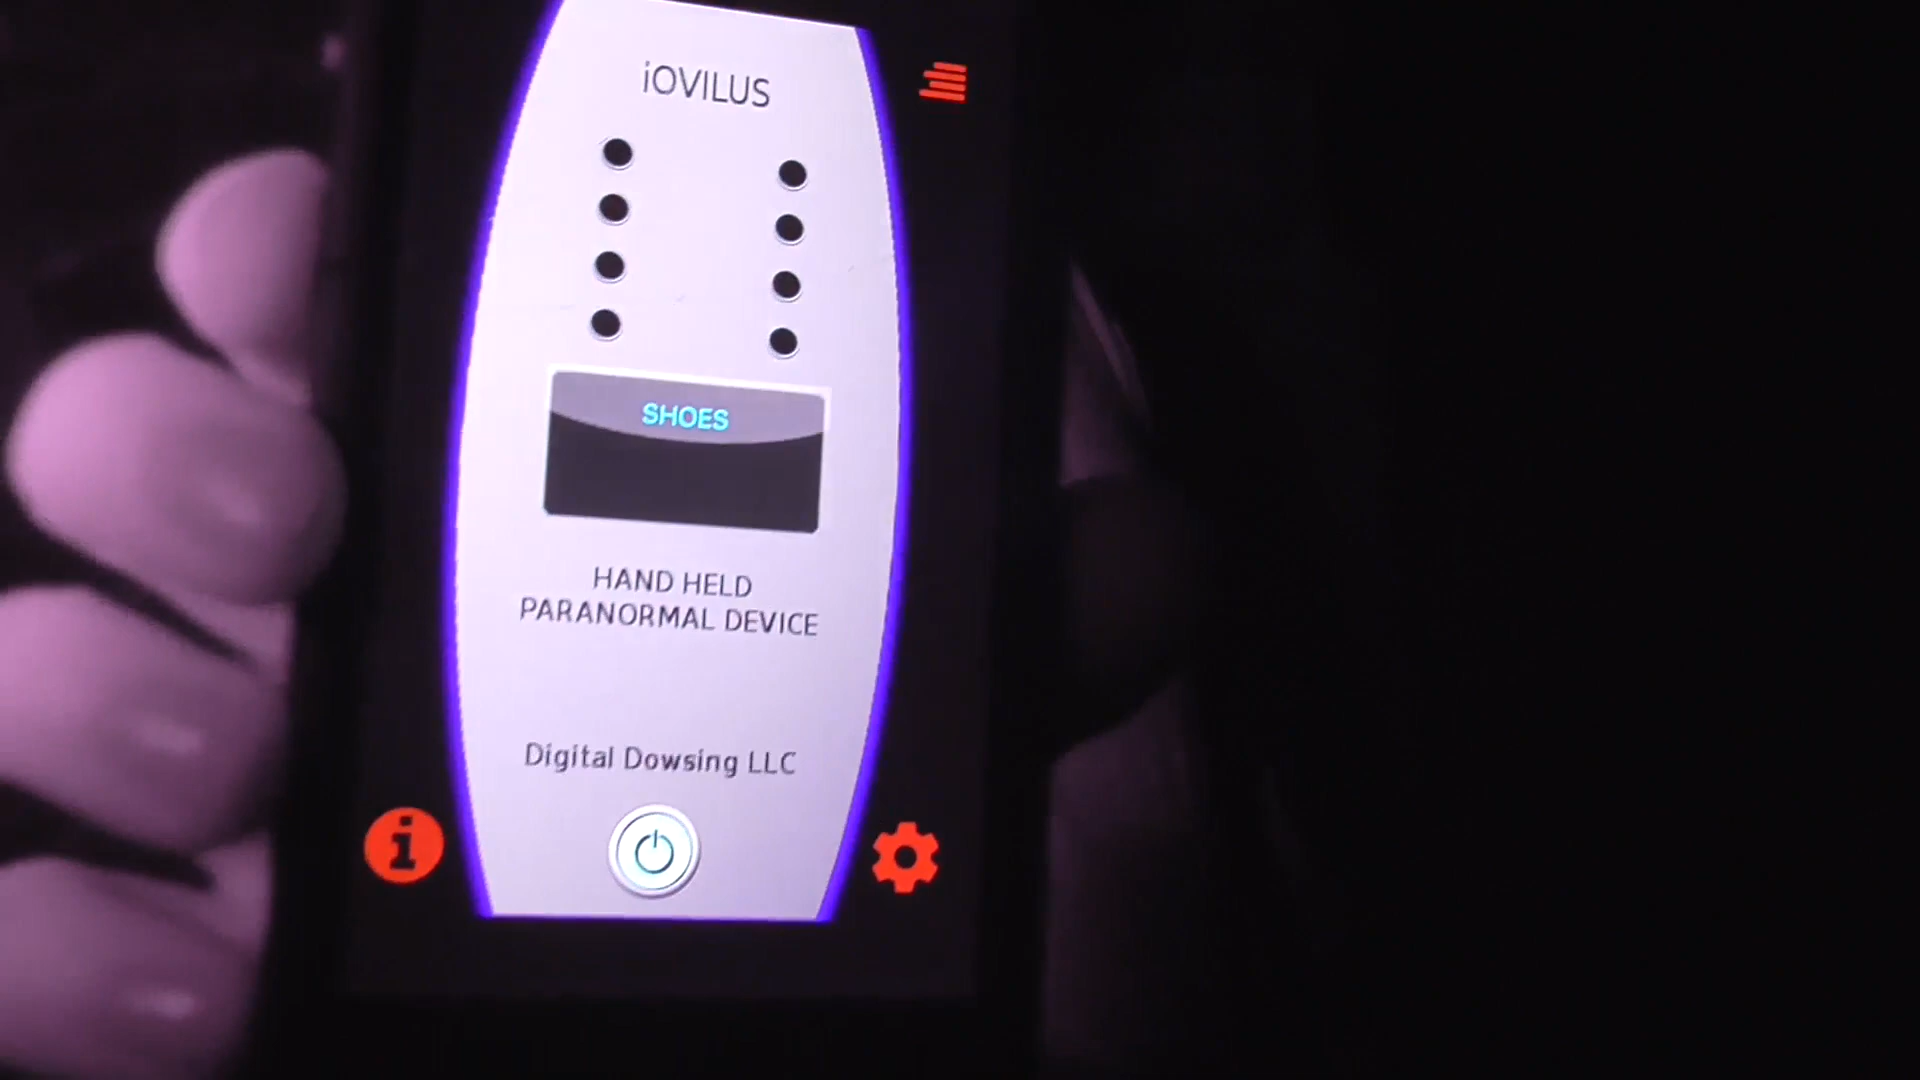 iOVILUS
SHOES
HAND HELD
PARANORMAL DEVICE
Digital Dowsing LLC